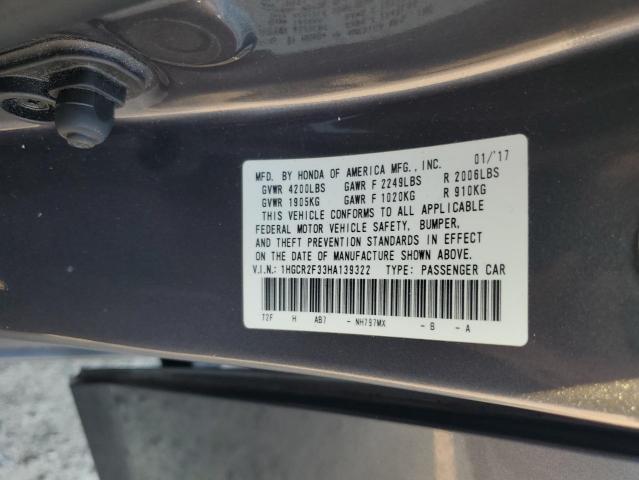 MFD. BY HONDA OF AMERICA MFG., INC. 01/'17
GVWR 4200LBS GAWR F 2249LBS R 2006LBS
GVWR 1905KG GAWR F 1020KG R 910KG
THIS VEHICLE CONFORMS TO ALL APPLICABLE
FEDERAL MOTOR VEHICLE SAFETY, BUMPER,
AND THEFT PREVENTION STANDARDS IN EFFECT
ON THE DATE OF MANUFACTURE SHOWN ABOVE.
V.I.N.: 1HGCR2F33HA139322 TYPE: PASSENGER CAR
T2F H AB7 - NH797MX - B - A